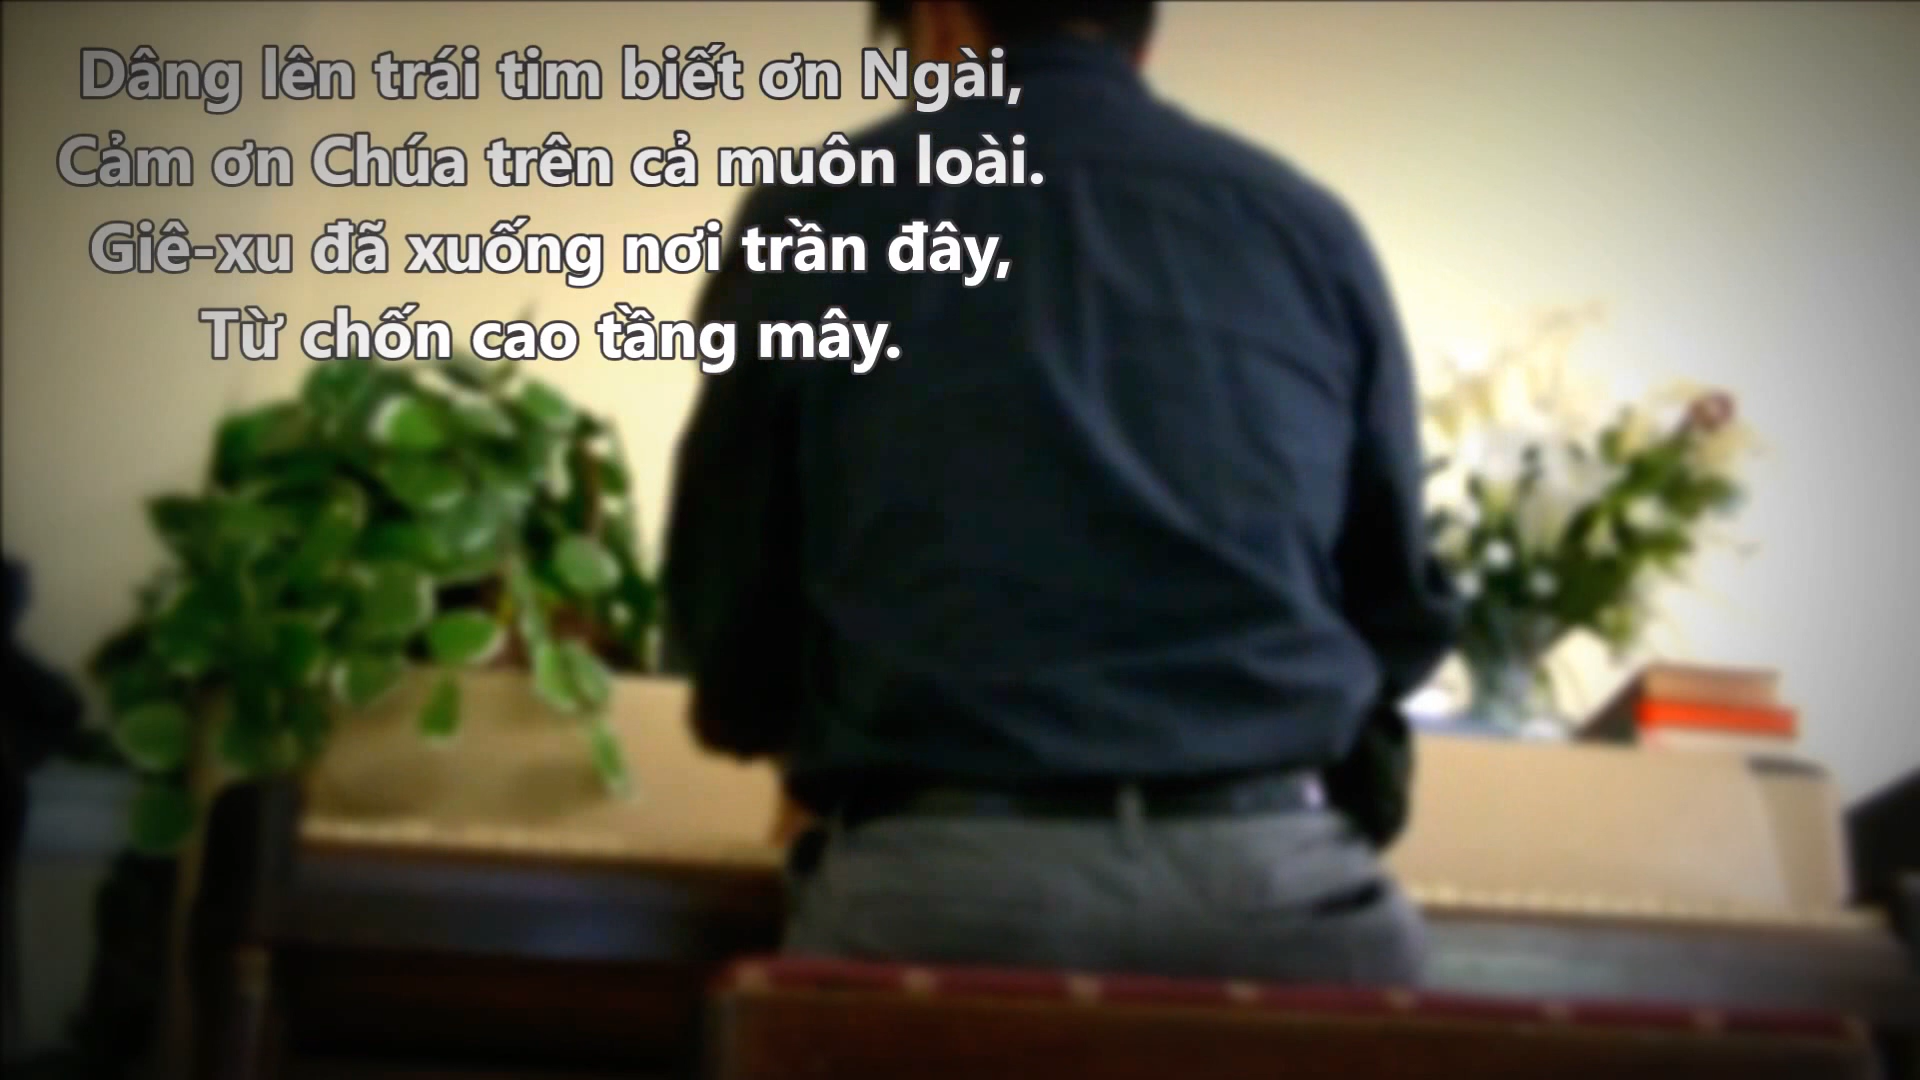 Dâng lên trái tim biết ơn Ngài,
Cảm ơn Chúa trên cả muôn loài.
Giê-xu đã xuống nơi trần đây,
Từ chốn cao tầng mây.